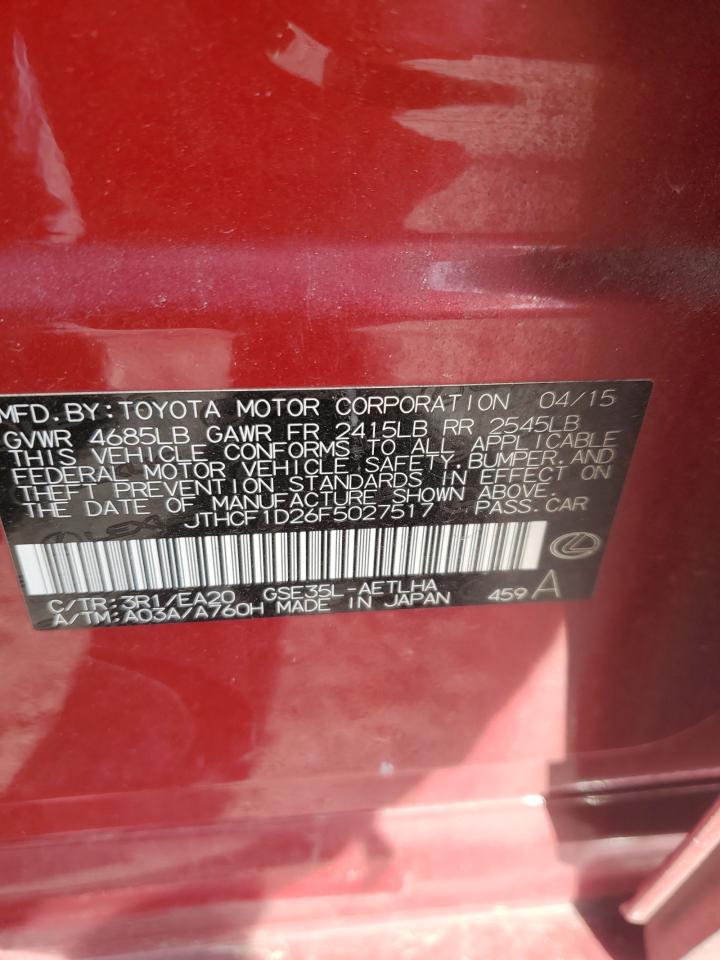 MFD. BY: TOYOTA MOTOR CORPORATION 04/15
GVWR 4685LB GAWR FR 2415LB RR 2545LB
THIS VEHICLE CONFORMS TO ALL APPLICABLE
FEDERAL MOTOR VEHICLE SAFETY, BUMPER, AND
THEFT PREVENTION STANDARDS IN EFFECT ON
THE DATE OF MANUFACTURE SHOWN ABOVE.
JTHCF1D26F5027517 PASS. CAR
C/TR: 3R1/EA20 GSE35L-AETLHA 459 A
A/TM: A03A/A760H MADE IN JAPAN